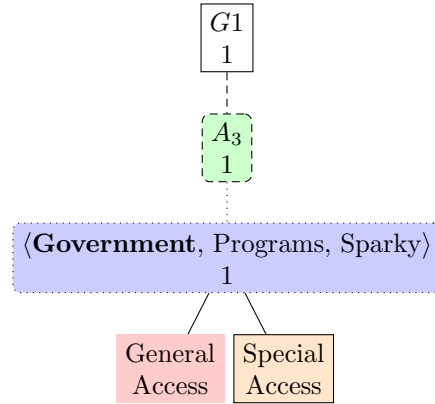 G1
1
A₃
1
⟨Government, Programs, Sparky⟩
1
General
Access
Special
Access